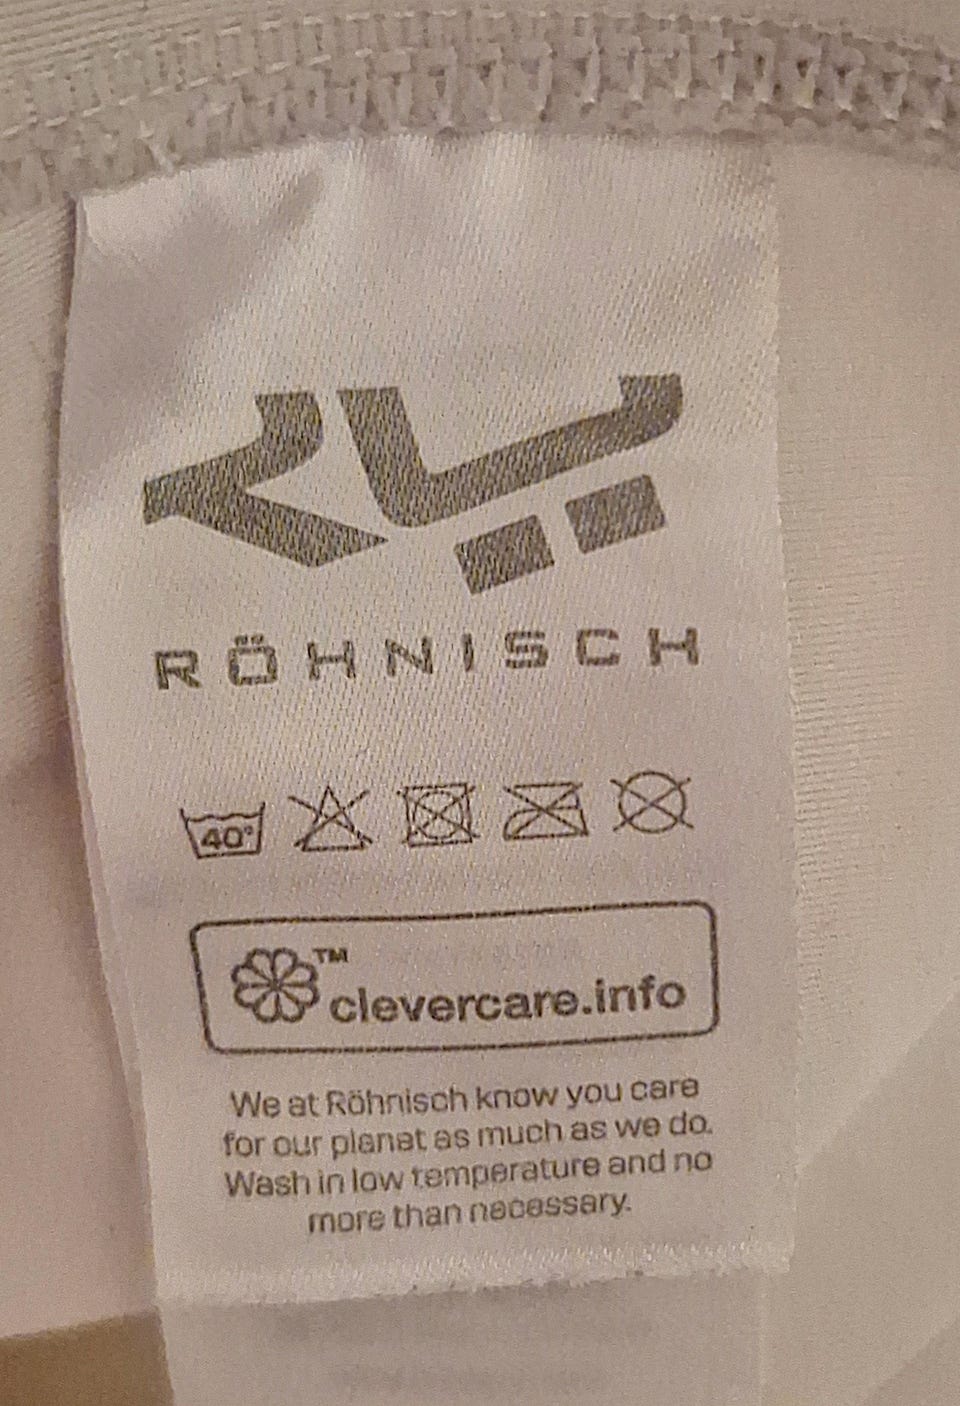 RÖHNISCH
40°
™
clevercare.info
We at Röhnisch know you care
for our planet as much as we do.
Wash in low temperature and no
more than necessary.